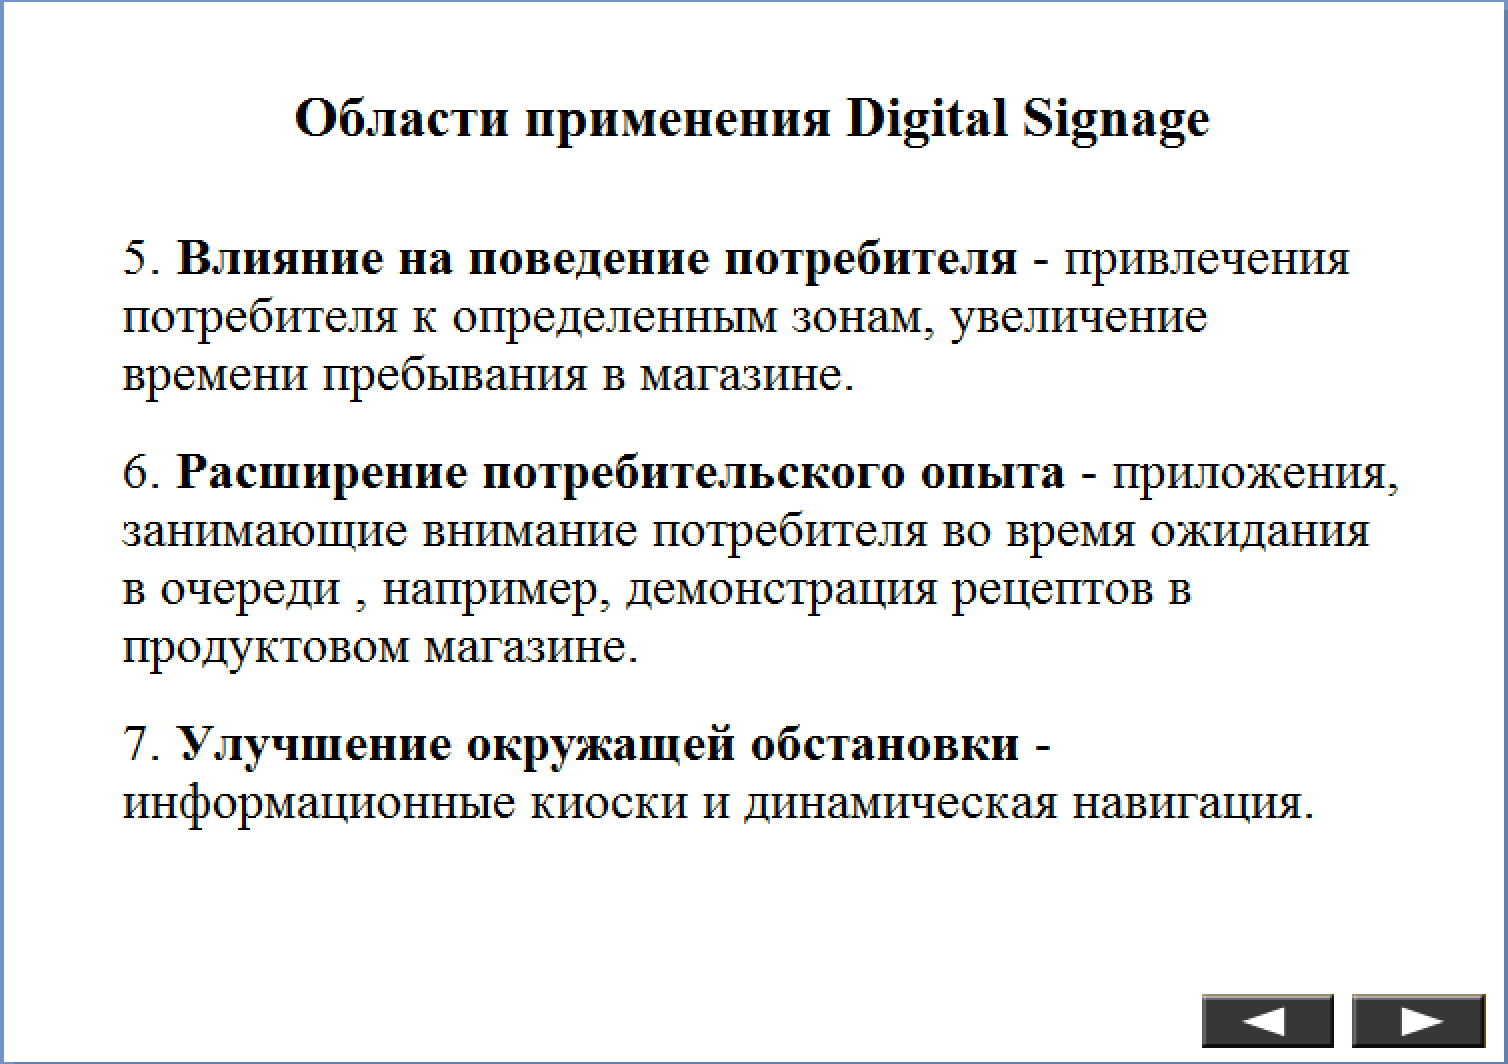 Области применения Digital Signage
5. Влияние на поведение потребителя - привлечения
потребителя к определенным зонам, увеличение
времени пребывания в магазине.
6. Расширение потребительского опыта - приложения,
занимающие внимание потребителя во время ожидания
в очереди , например, демонстрация рецептов в
продуктовом магазине.
7. Улучшение окружащей обстановки -
информационные киоски и динамическая навигация.